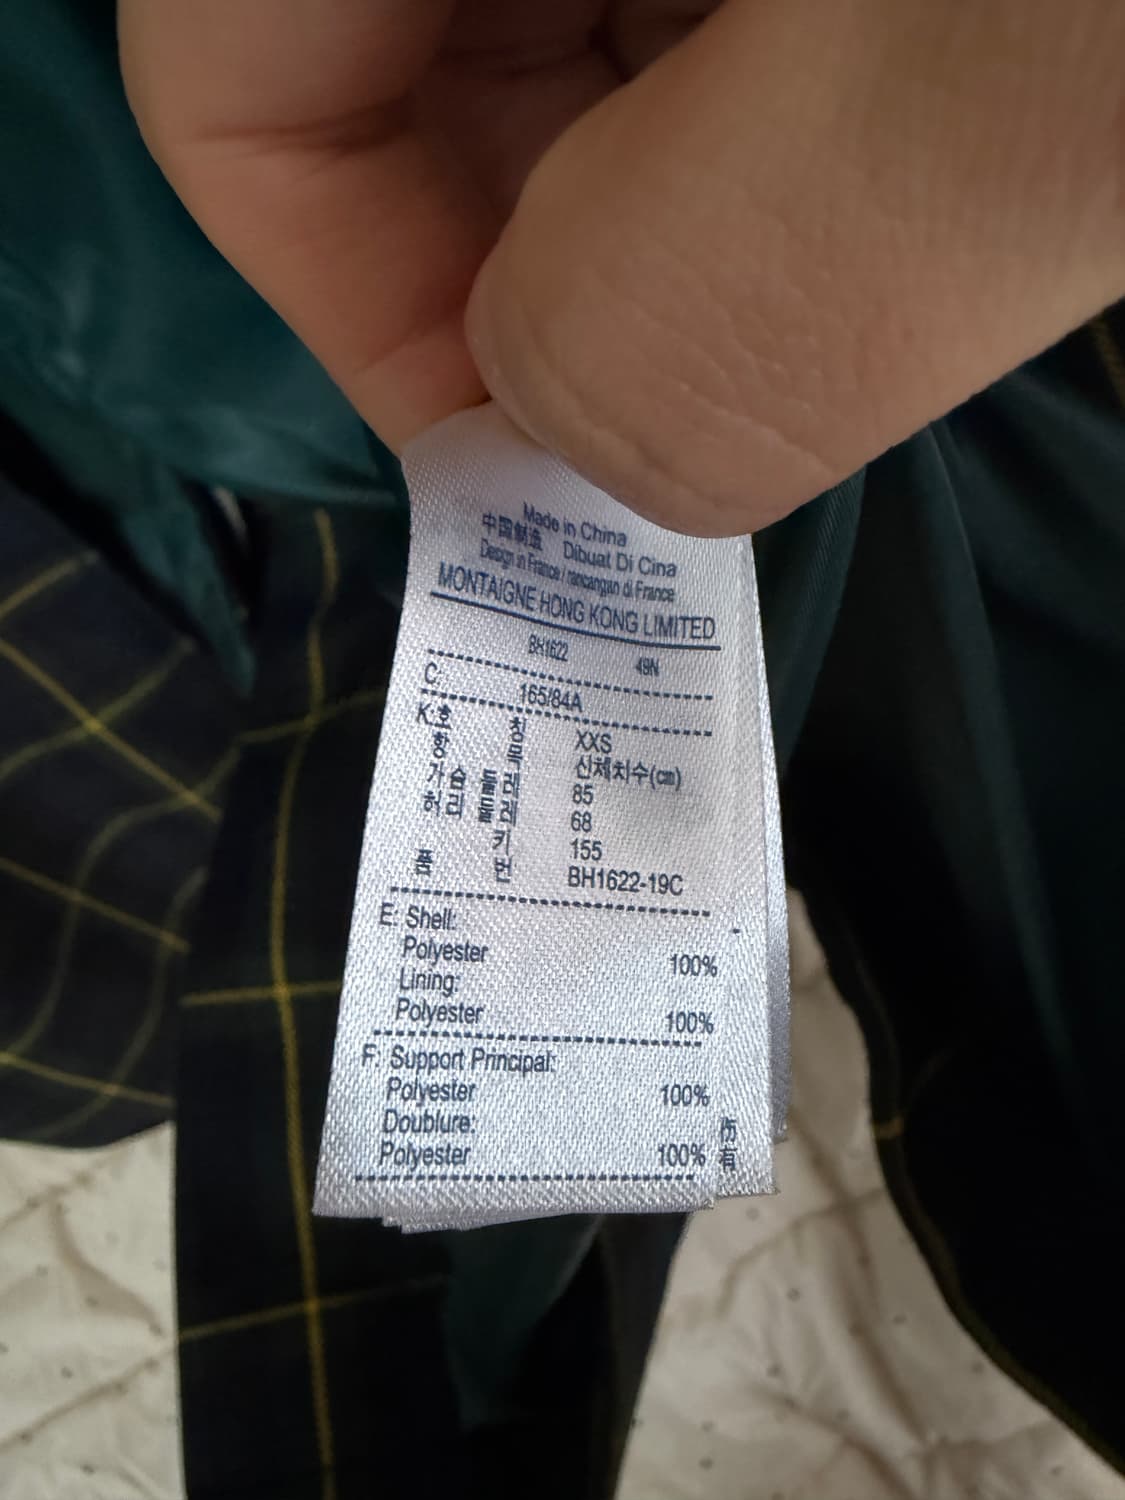 Made in China
中国制造 Dibuat Di Cina
Design in France / rancangan di France
MONTAIGNE HONG KONG LIMITED
BH1622 49N
C: 165/84A
K: 호 칭 XXS
항 목 신체치수(cm)
가 슴 둘 레 85
허 리 둘 레 68
키 155
품 번 BH1622-19C
E: Shell:
Polyester 100%
Lining:
Polyester 100%
F: Support Principal:
Polyester 100%
Doublure:
Polyester 100%
伤
有